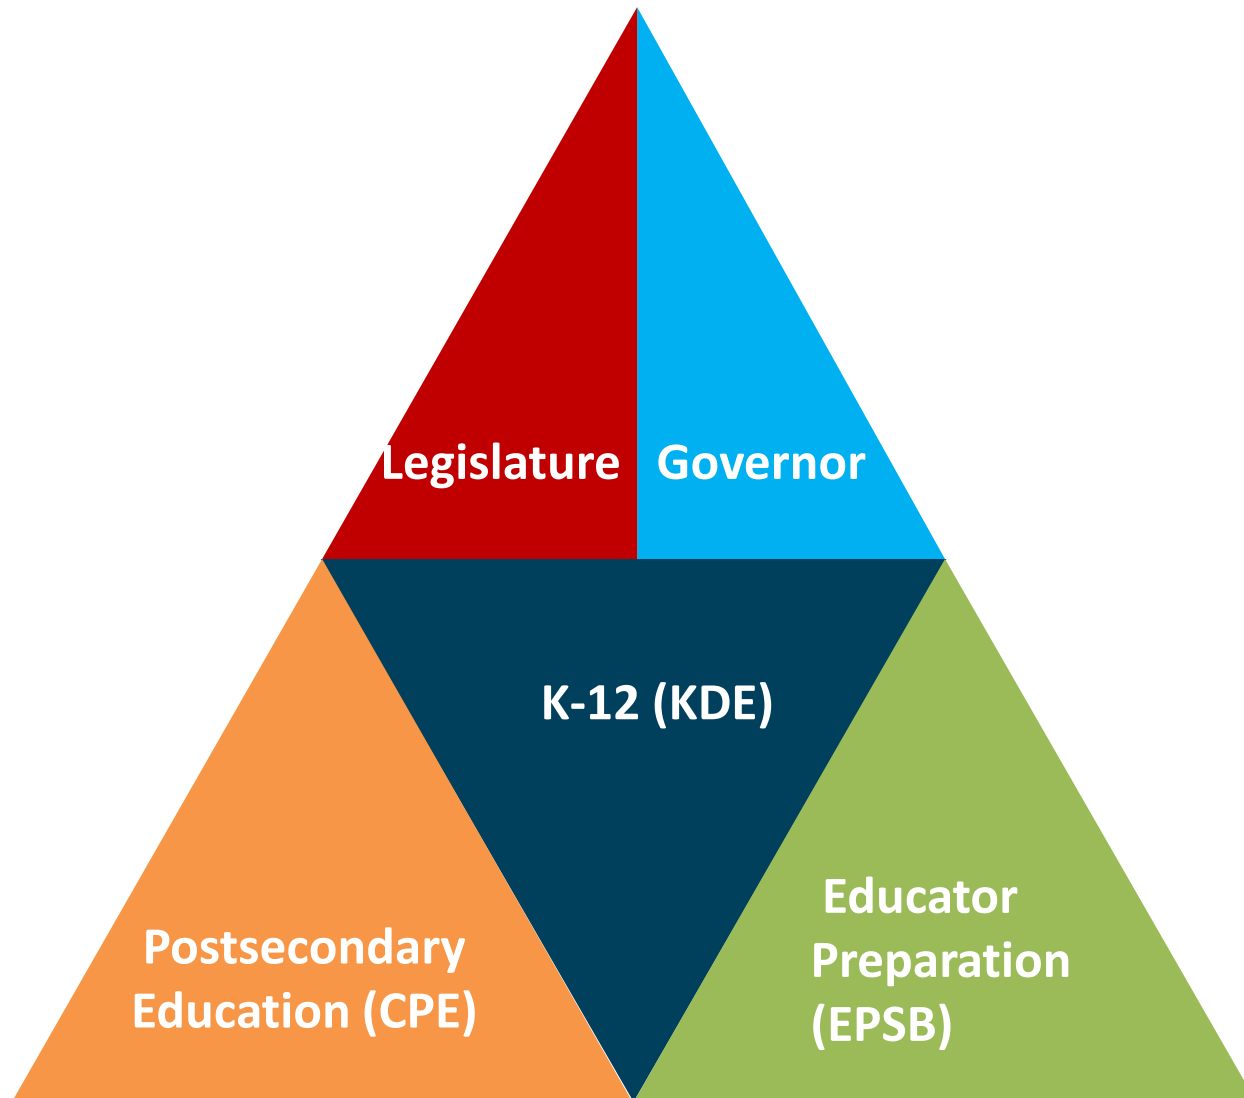 Legislature
Governor
K-12 (KDE)
Postsecondary
Education (CPE)
Educator
Preparation
(EPSB)